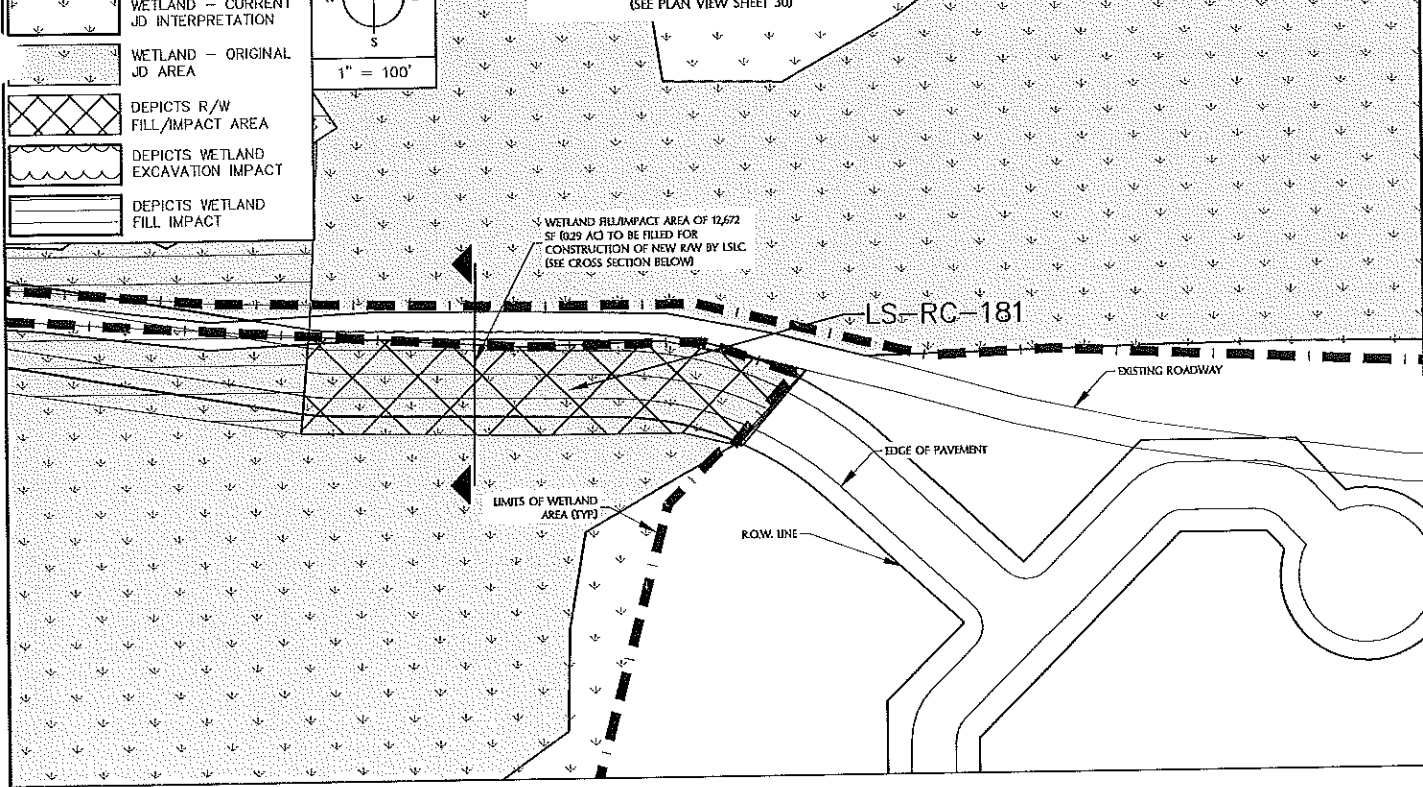 WETLAND - CURRENT
JD INTERPRETATION
WETLAND - ORIGINAL
JD AREA
DEPICTS R/W
FILL/IMPACT AREA
DEPICTS WETLAND
EXCAVATION IMPACT
DEPICTS WETLAND
FILL IMPACT
S
1" = 100'
(SEE PLAN VIEW SHEET 30)
WETLAND FILL/IMPACT AREA OF 12,672
SF (0.29 AC) TO BE FILLED FOR
CONSTRUCTION OF NEW R/W BY LSLC.
(SEE CROSS SECTION BELOW)
LS-RC-181
EXISTING ROADWAY
EDGE OF PAVEMENT
LIMITS OF WETLAND
AREA (TYP.)
R.O.W. LINE